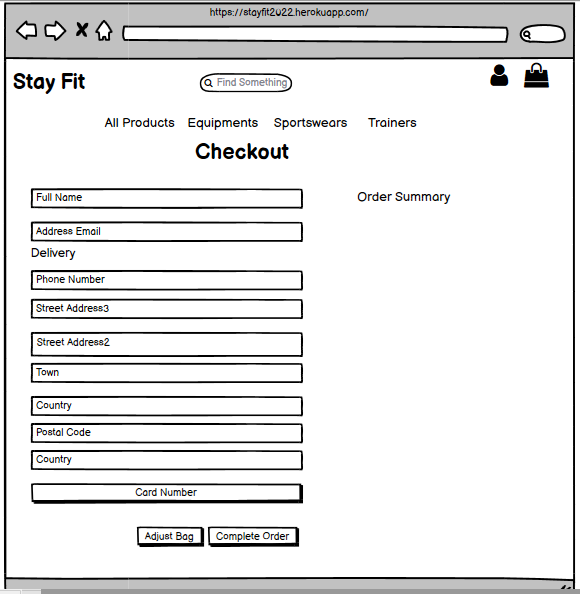 https://stayfit2022.herokuapp.com/
Stay Fit
Find Something
All Products Equipments Sportswears Trainers
Checkout
Full Name
Order Summary
Address Email
Delivery
Phone Number
Street Address3
Street Address2
Town
Country
Postal Code
Country
Card Number
Adjust Bag Complete Order